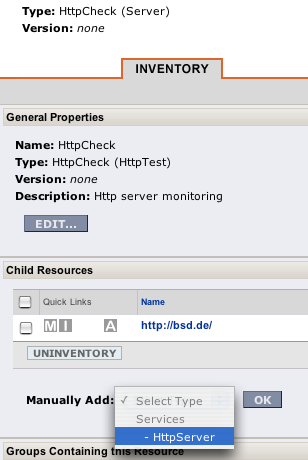 Type: HttpCheck (Server)
Version: none
INVENTORY
General Properties
Name: HttpCheck
Type: HttpCheck (HttpTest)
Version: none
Description: Http server monitoring
EDIT...
Child Resources
Quick Links Name
M I A http://bsd.de/
UNINVENTORY
Manually Add: ✓ Select Type OK
Services
- HttpServer
Groups Containing this Resource